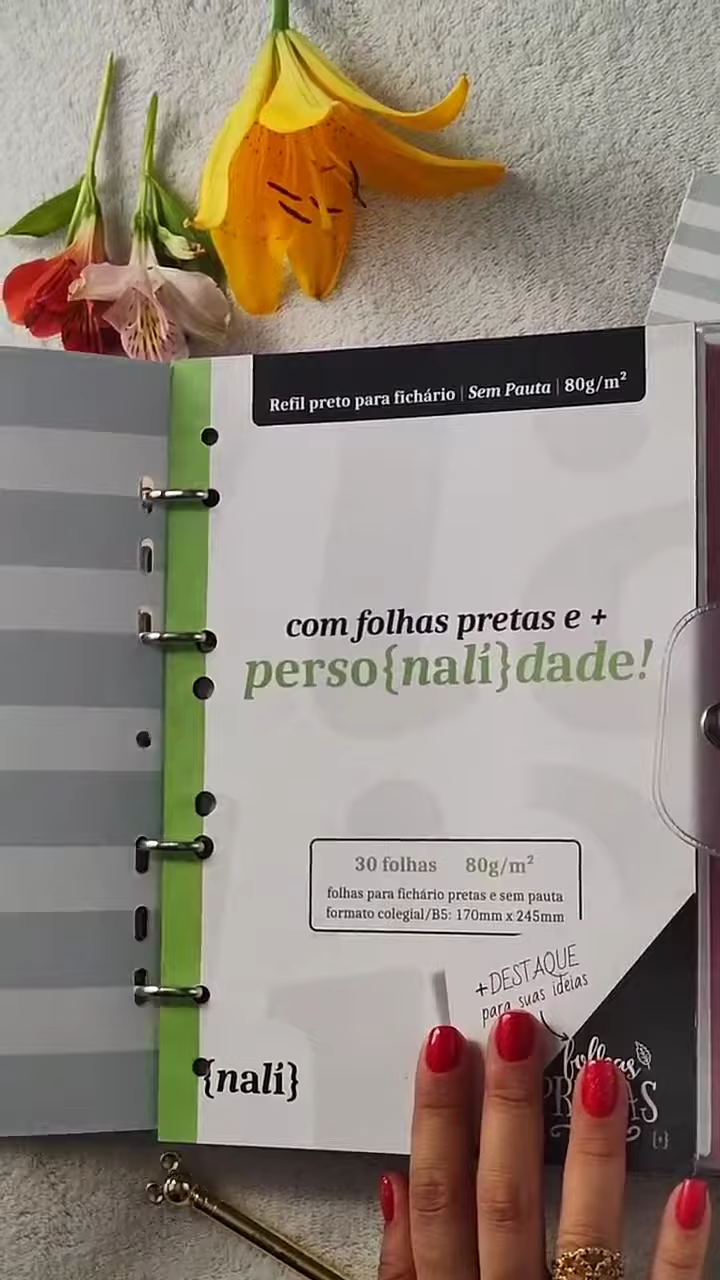 Refil preto para fichário | Sem Pauta | 80g/m²
com folhas pretas e +
perso{nalí}dade!
30 folhas 80g/m²
folhas para fichário pretas e sem pauta
formato colegial/B5: 170mm x 245mm
+DESTAQUE
para suas ideias
folhas
{nalí}